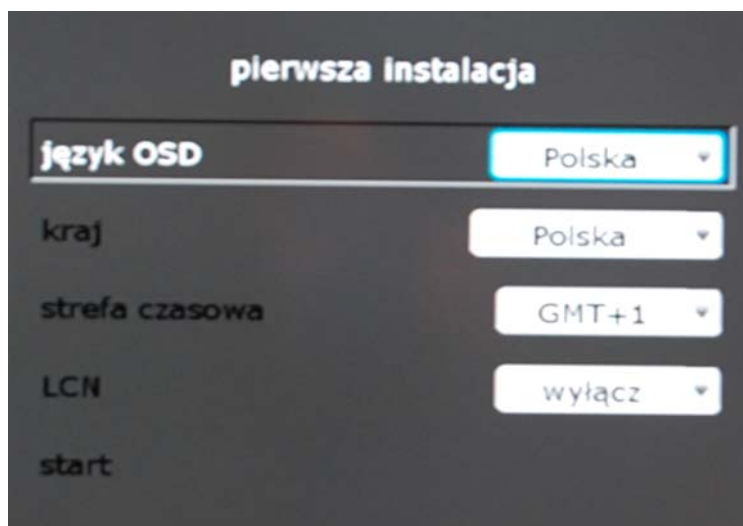 pierwsza instalacja
język OSD Polska
kraj Polska
strefa czasowa GMT+1
LCN wyłącz
start